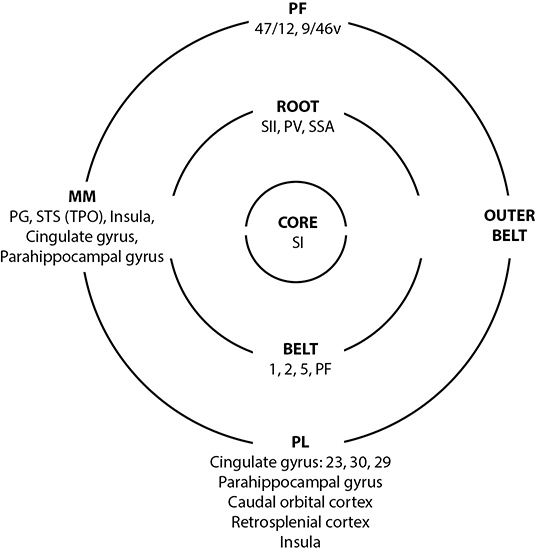 PF
47/12, 9/46v
ROOT
SII, PV, SSA
MM
PG, STS (TPO), Insula,
Cingulate gyrus,
Parahippocampal gyrus
CORE
SI
OUTER
BELT
BELT
1, 2, 5, PF
PL
Cingulate gyrus: 23, 30, 29
Parahippocampal gyrus
Caudal orbital cortex
Retrosplenial cortex
Insula